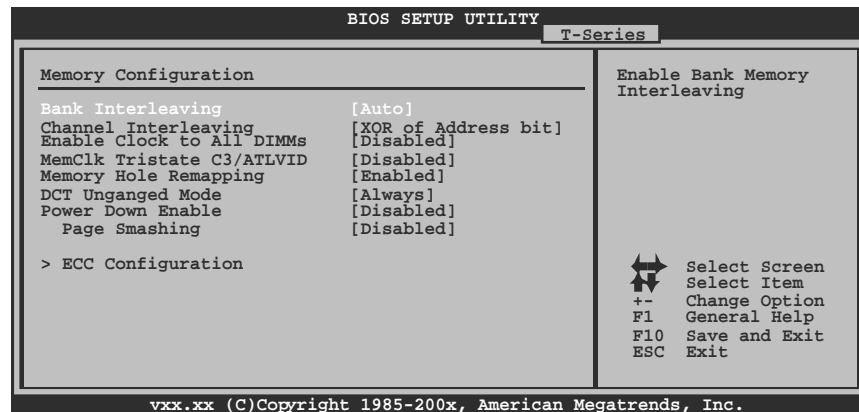 BIOS SETUP UTILITY
T-Series
Memory Configuration
Bank Interleaving [Auto]
Channel Interleaving [XOR of Address bit]
Enable Clock to All DIMMs [Disabled]
MemClk Tristate C3/ATLVID [Disabled]
Memory Hole Remapping [Enabled]
DCT Unganged Mode [Always]
Power Down Enable [Disabled]
Page Smashing [Disabled]
> ECC Configuration
Enable Bank Memory
Interleaving
Select Screen
Select Item
+- Change Option
F1 General Help
F10 Save and Exit
ESC Exit
vxx.xx (C)Copyright 1985-200x, American Megatrends, Inc.